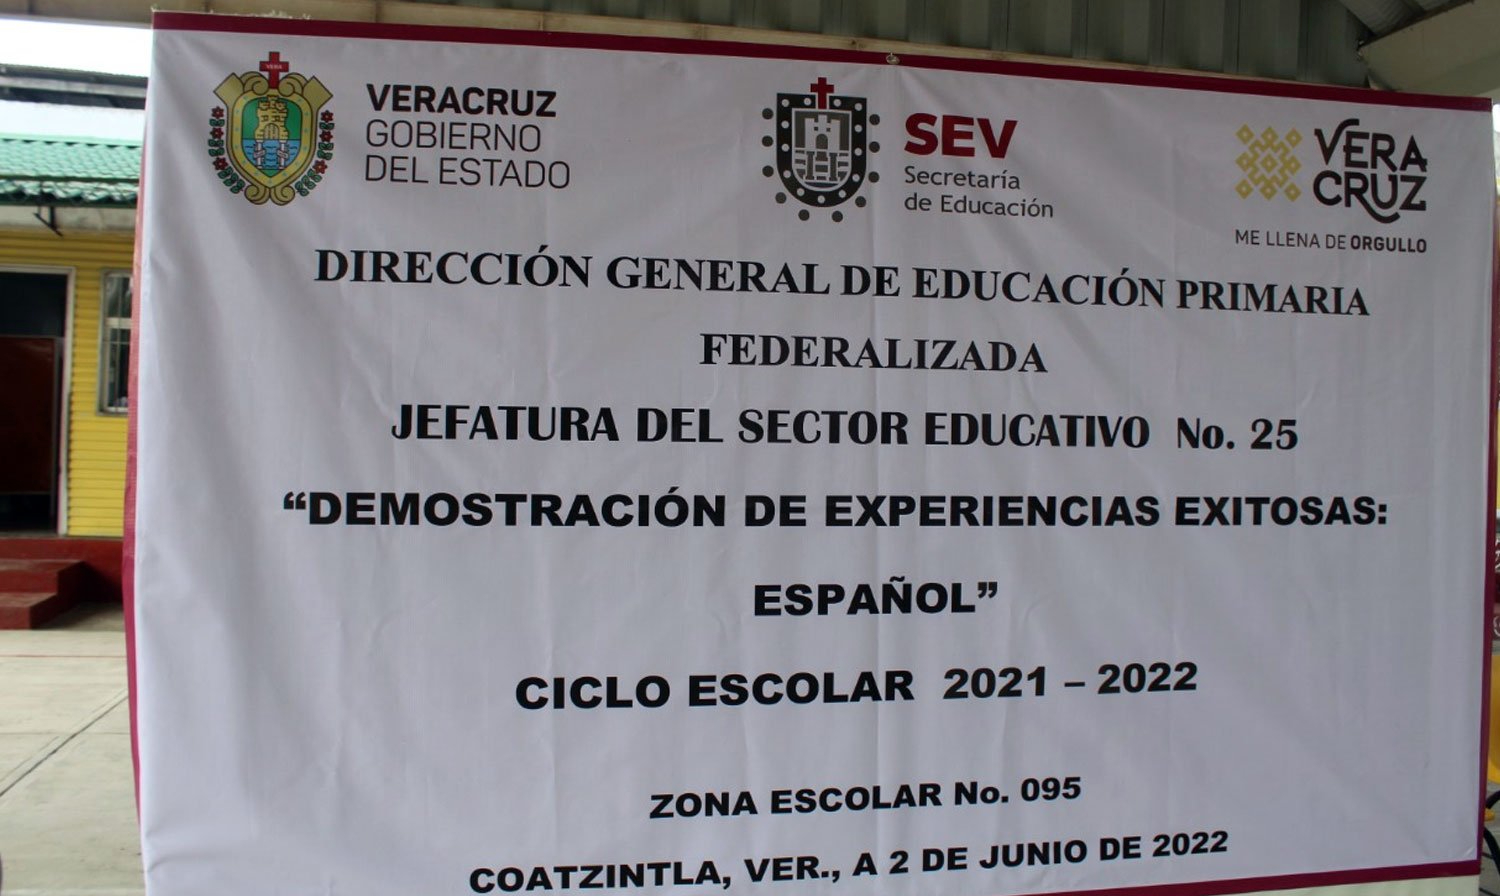 VERA
VERACRUZ
GOBIERNO
DEL ESTADO
SEV
Secretaría
de Educación
VERA
CRUZ
ME LLENA DE ORGULLO
DIRECCIÓN GENERAL DE EDUCACIÓN PRIMARIA
FEDERALIZADA
JEFATURA DEL SECTOR EDUCATIVO No. 25
“DEMOSTRACIÓN DE EXPERIENCIAS EXITOSAS:
ESPAÑOL”
CICLO ESCOLAR 2021 – 2022
ZONA ESCOLAR No. 095
COATZINTLA, VER., A 2 DE JUNIO DE 2022